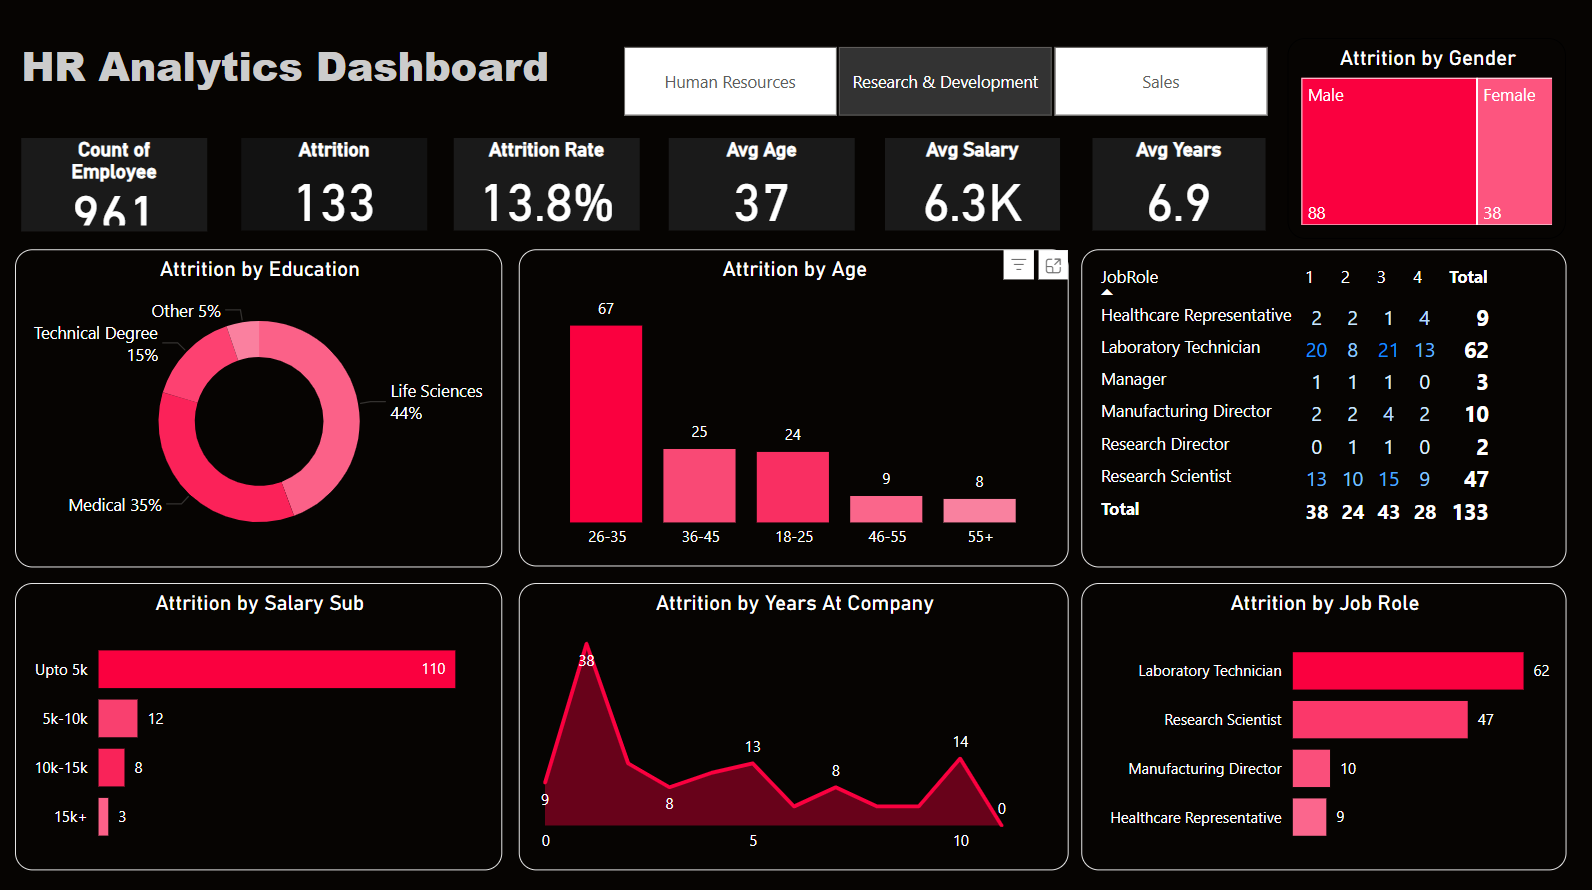 HR Analytics Dashboard
Human Resources
Research & Development
Sales
Attrition by Gender
Male
Female
88
38
Count of
Employee
961
Attrition
133
Attrition Rate
13.8%
Avg Age
37
Avg Salary
6.3K
Avg Years
6.9
Attrition by Education
Other 5%
Technical Degree
15%
Life Sciences
44%
Medical 35%
Attrition by Age
67
25
24
9
8
26-35
36-45
18-25
46-55
55+
JobRole 1 2 3 4 Total
Healthcare Representative 2 2 1 4 9
Laboratory Technician 20 8 21 13 62
Manager 1 1 1 0 3
Manufacturing Director 2 2 4 2 10
Research Director 0 1 1 0 2
Research Scientist 13 10 15 9 47
Total 38 24 43 28 133
Attrition by Salary Sub
Upto 5k 110
5k-10k 12
10k-15k 8
15k+ 3
Attrition by Years At Company
38
13
14
8
9
8
0
0
5
10
Attrition by Job Role
Laboratory Technician 62
Research Scientist 47
Manufacturing Director 10
Healthcare Representative 9